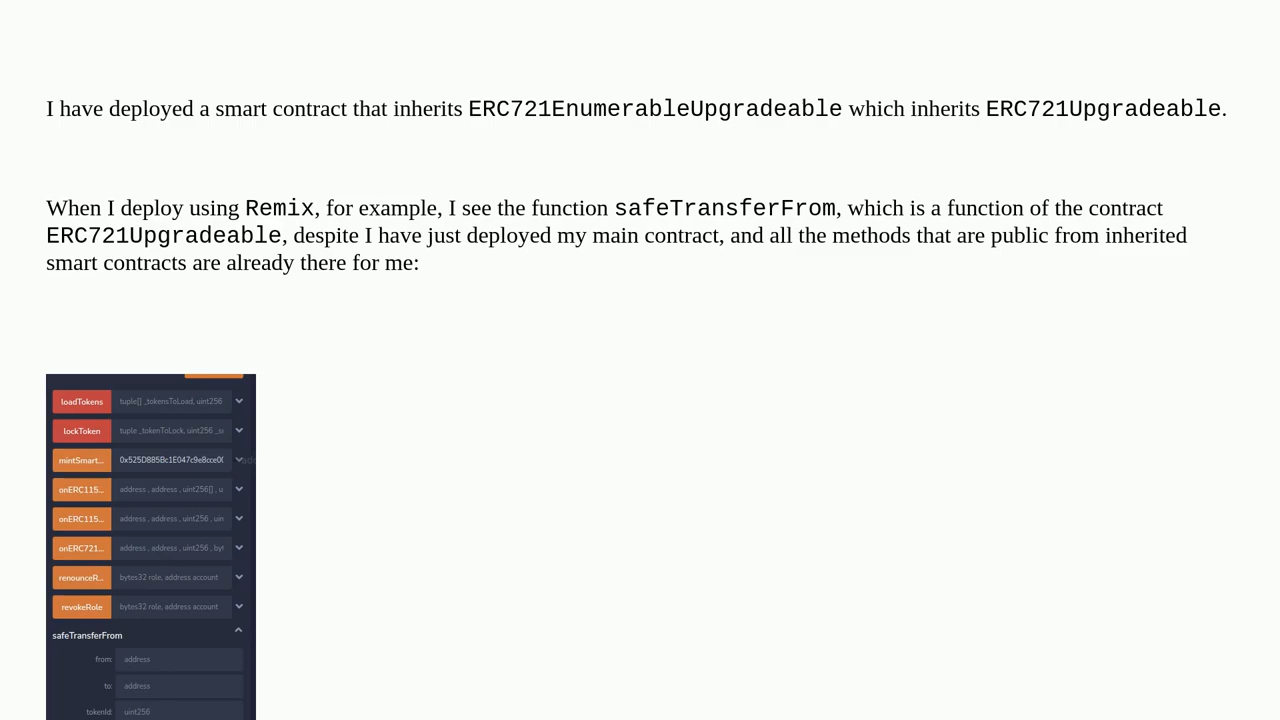 I have deployed a smart contract that inherits ERC721EnumerableUpgradeable which inherits ERC721Upgradeable.
When I deploy using Remix, for example, I see the function safeTransferFrom, which is a function of the contract
ERC721Upgradeable, despite I have just deployed my main contract, and all the methods that are public from inherited
smart contracts are already there for me:
loadTokens tuple[] _tokensToLoad, uint256
lockToken tuple _tokenToLock, uint256
mintSmart... 0x525D885Bc1E047c9e8cce0(
onERC115... address , address , uint256[] , u
onERC115... address , address , uint256 , uin
onERC721... address , address , uint256 , byt
renounceR... bytes32 role, address account
revokeRole bytes32 role, address account
safeTransferFrom
from: address
to: address
tokenId: uint256